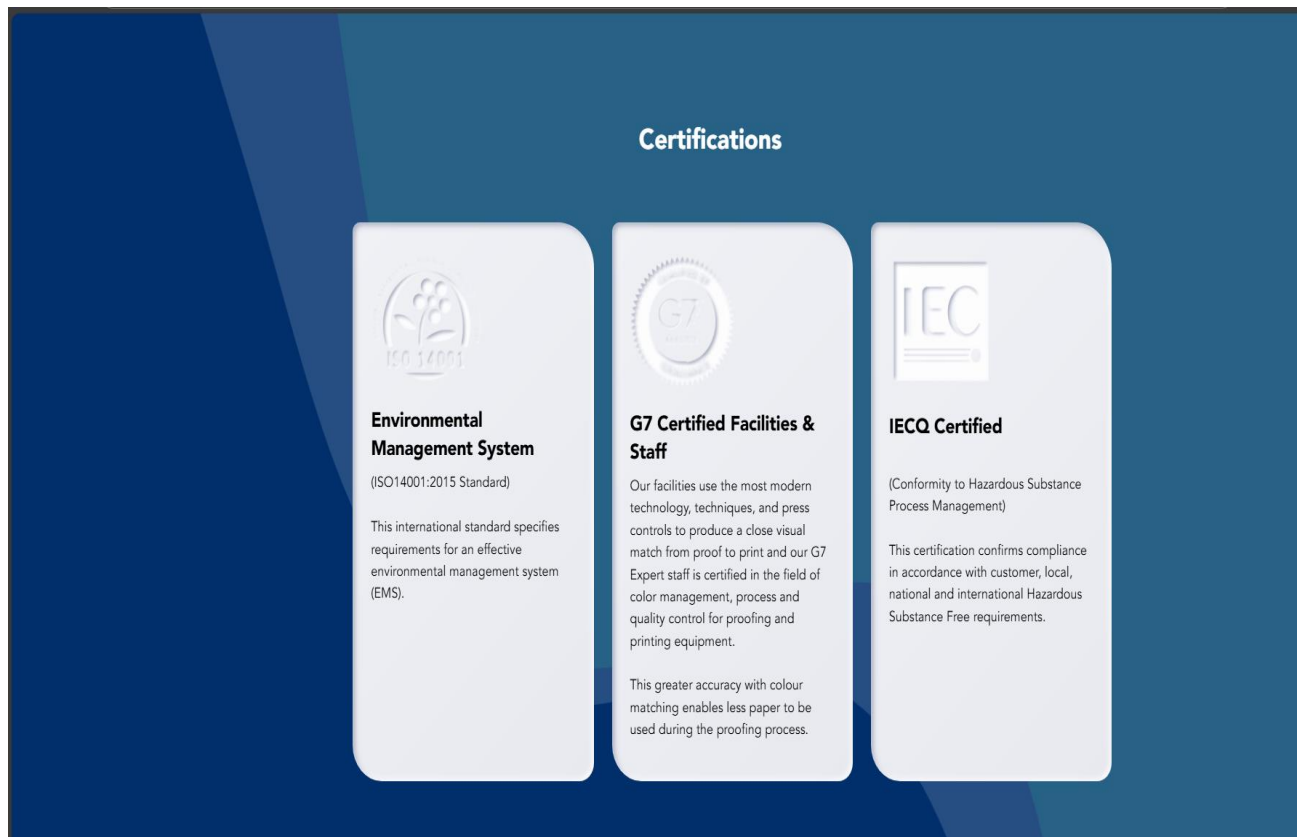 Certifications
ISO 14001
Environmental
Management System
(ISO14001:2015 Standard)
This international standard specifies
requirements for an effective
environmental management system
(EMS).
G7
G7 Certified Facilities &
Staff
Our facilities use the most modern
technology, techniques, and press
controls to produce a close visual
match from proof to print and our G7
Expert staff is certified in the field of
color management, process and
quality control for proofing and
printing equipment.
This greater accuracy with colour
matching enables less paper to be
used during the proofing process.
IEC
IECQ Certified
(Conformity to Hazardous Substance
Process Management)
This certification confirms compliance
in accordance with customer, local,
national and international Hazardous
Substance Free requirements.